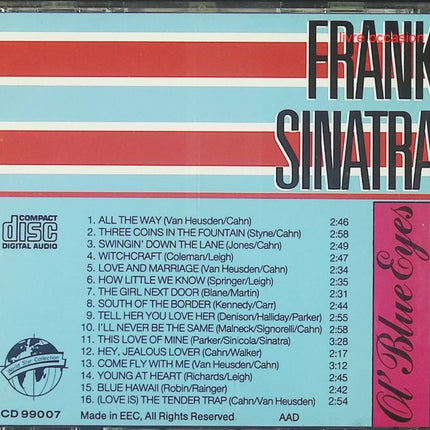 livre occasion
FRANK
SINATRA
COMPACT
disc
DIGITAL AUDIO
1. ALL THE WAY (Van Heusden/Cahn) 2:46
2. THREE COINS IN THE FOUNTAIN (Styne/Cahn) 2:58
3. SWINGIN' DOWN THE LANE (Jones/Cahn) 2:49
4. WITCHCRAFT (Coleman/Leigh) 2:47
5. LOVE AND MARRIAGE (Van Heusden/Cahn) 2:34
6. HOW LITTLE WE KNOW (Springer/Leigh) 2:35
7. THE GIRL NEXT DOOR (Blane/Martin) 2:31
8. SOUTH OF THE BORDER (Kennedy/Carr) 2:44
9. TELL HER YOU LOVE HER (Denison/Halliday/Parker) 2:55
10. I'LL NEVER BE THE SAME (Malneck/Signorelli/Cahn) 2:58
11. THIS LOVE OF MINE (Parker/Sinicola/Sinatra) 3:28
12. HEY, JEALOUS LOVER (Cahn/Walker) 2:21
13. COME FLY WITH ME (Van Heusden/Cahn) 3:12
14. YOUNG AT HEART (Richards/Leigh) 2:45
15. BLUE HAWAII (Robin/Rainger) 2:42
16. (LOVE IS) THE TENDER TRAP (Cahn/Van Heusden) 2:54
Ol' Blue Eyes
World Star Collection
CD 99007
Made in EEC, All Rights Reserved AAD